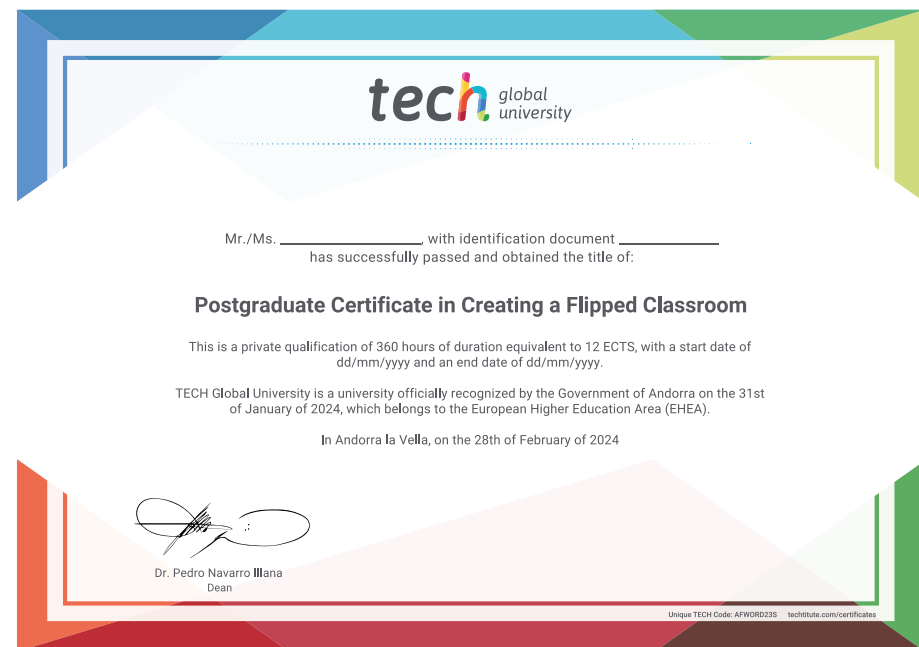 tech global university
Mr./Ms. ____________________, with identification document ______________
has successfully passed and obtained the title of:
Postgraduate Certificate in Creating a Flipped Classroom
This is a private qualification of 360 hours of duration equivalent to 12 ECTS, with a start date of
dd/mm/yyyy and an end date of dd/mm/yyyy.
TECH Global University is a university officially recognized by the Government of Andorra on the 31st
of January of 2024, which belongs to the European Higher Education Area (EHEA).
In Andorra la Vella, on the 28th of February of 2024
Dr. Pedro Navarro Illana
Dean
Unique TECH Code: AFWORD23S techtitute.com/certificates